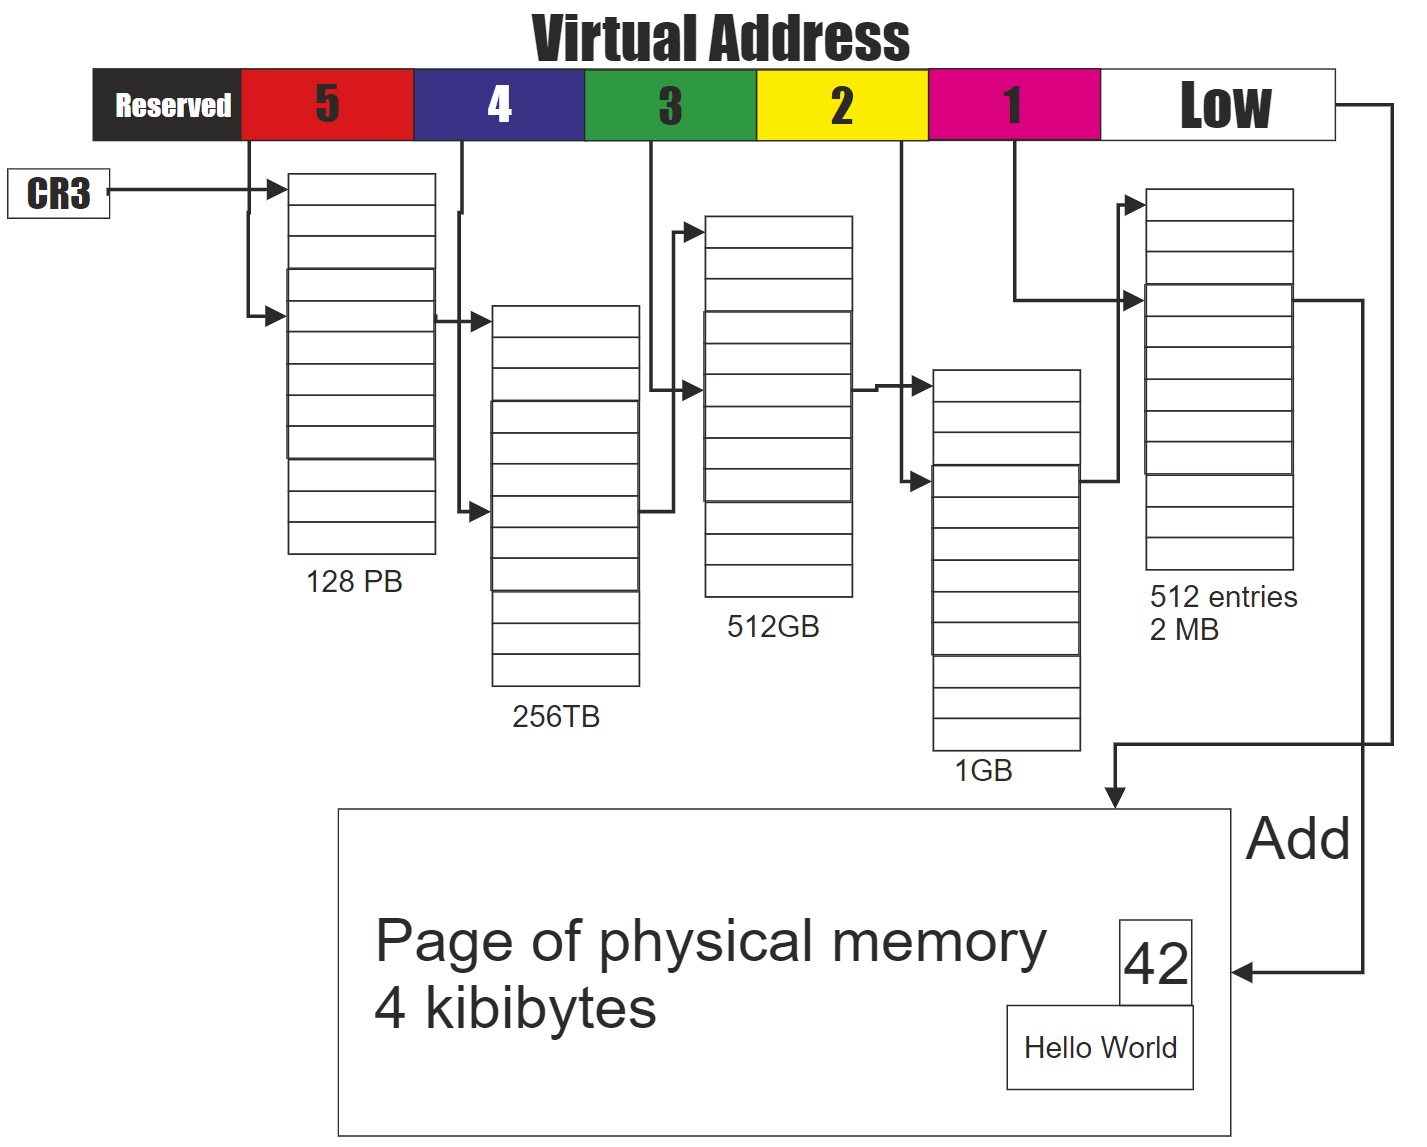 Virtual Address
Reserved 5 4 3 2 1 Low
CR3
128 PB
256TB
512GB
1GB
512 entries
2 MB
Add
Page of physical memory
4 kibibytes
42
Hello World